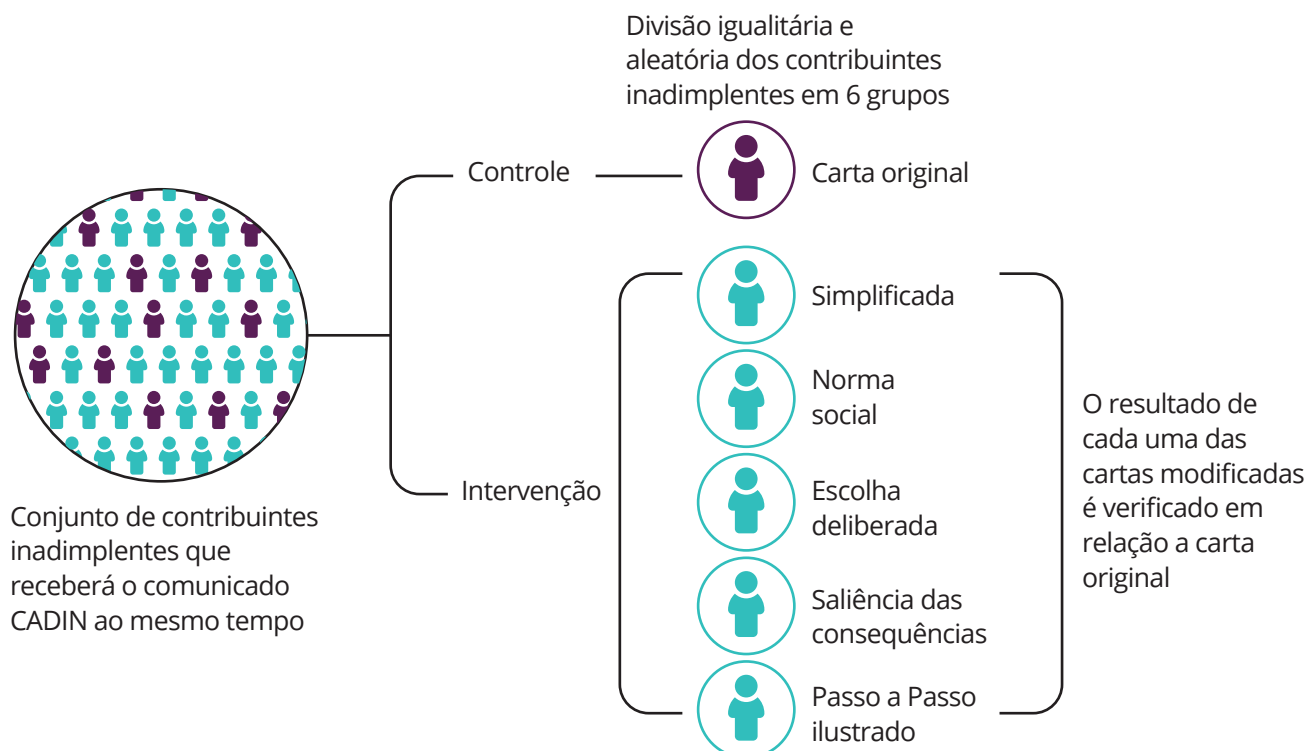 Divisão igualitária e
aleatória dos contribuintes
inadimplentes em 6 grupos
Controle
Carta original
Conjunto de contribuintes
inadimplentes que
receberá o comunicado
CADIN ao mesmo tempo
Intervenção
Simplificada
Norma
social
Escolha
deliberada
Saliência das
consequências
Passo a Passo
ilustrado
O resultado de
cada uma das
cartas modificadas
é verificado em
relação a carta
original